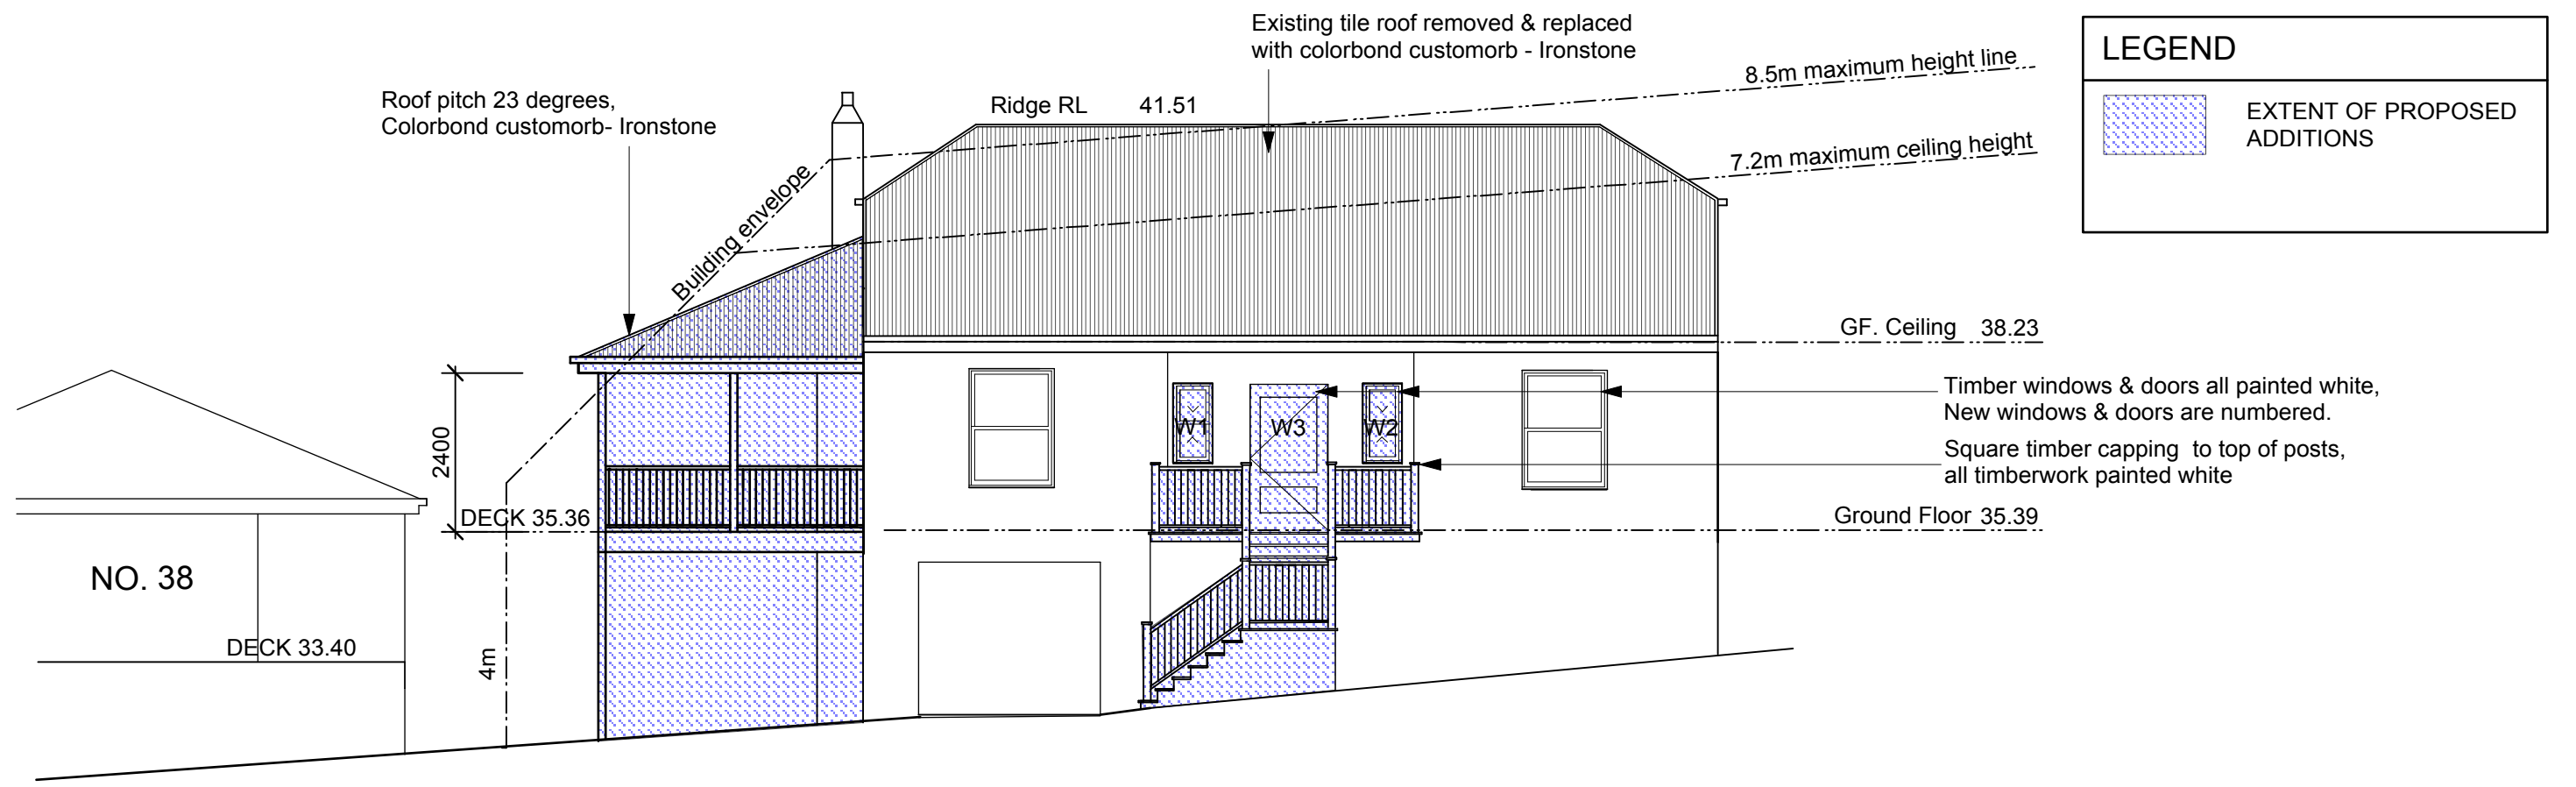 Existing tile roof removed & replaced
with colorbond customorb - Ironstone
LEGEND
EXTENT OF PROPOSED
ADDITIONS
8.5m maximum height line
7.2m maximum ceiling height
Roof pitch 23 degrees,
Colorbond customorb- Ironstone
Ridge RL 41.51
Building envelope
GF. Ceiling 38.23
Timber windows & doors all painted white,
New windows & doors are numbered.
W1
W3
W2
Square timber capping to top of posts,
all timberwork painted white
2400
DECK 35.36
Ground Floor 35.39
NO. 38
DECK 33.40
4m